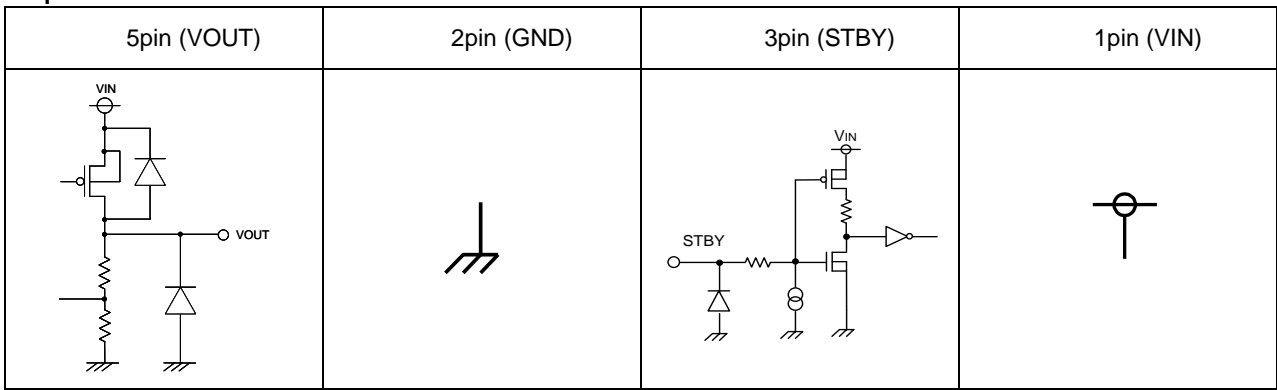 5pin (VOUT)
2pin (GND)
3pin (STBY)
1pin (VIN)
VIN
VOUT
VIN
STBY